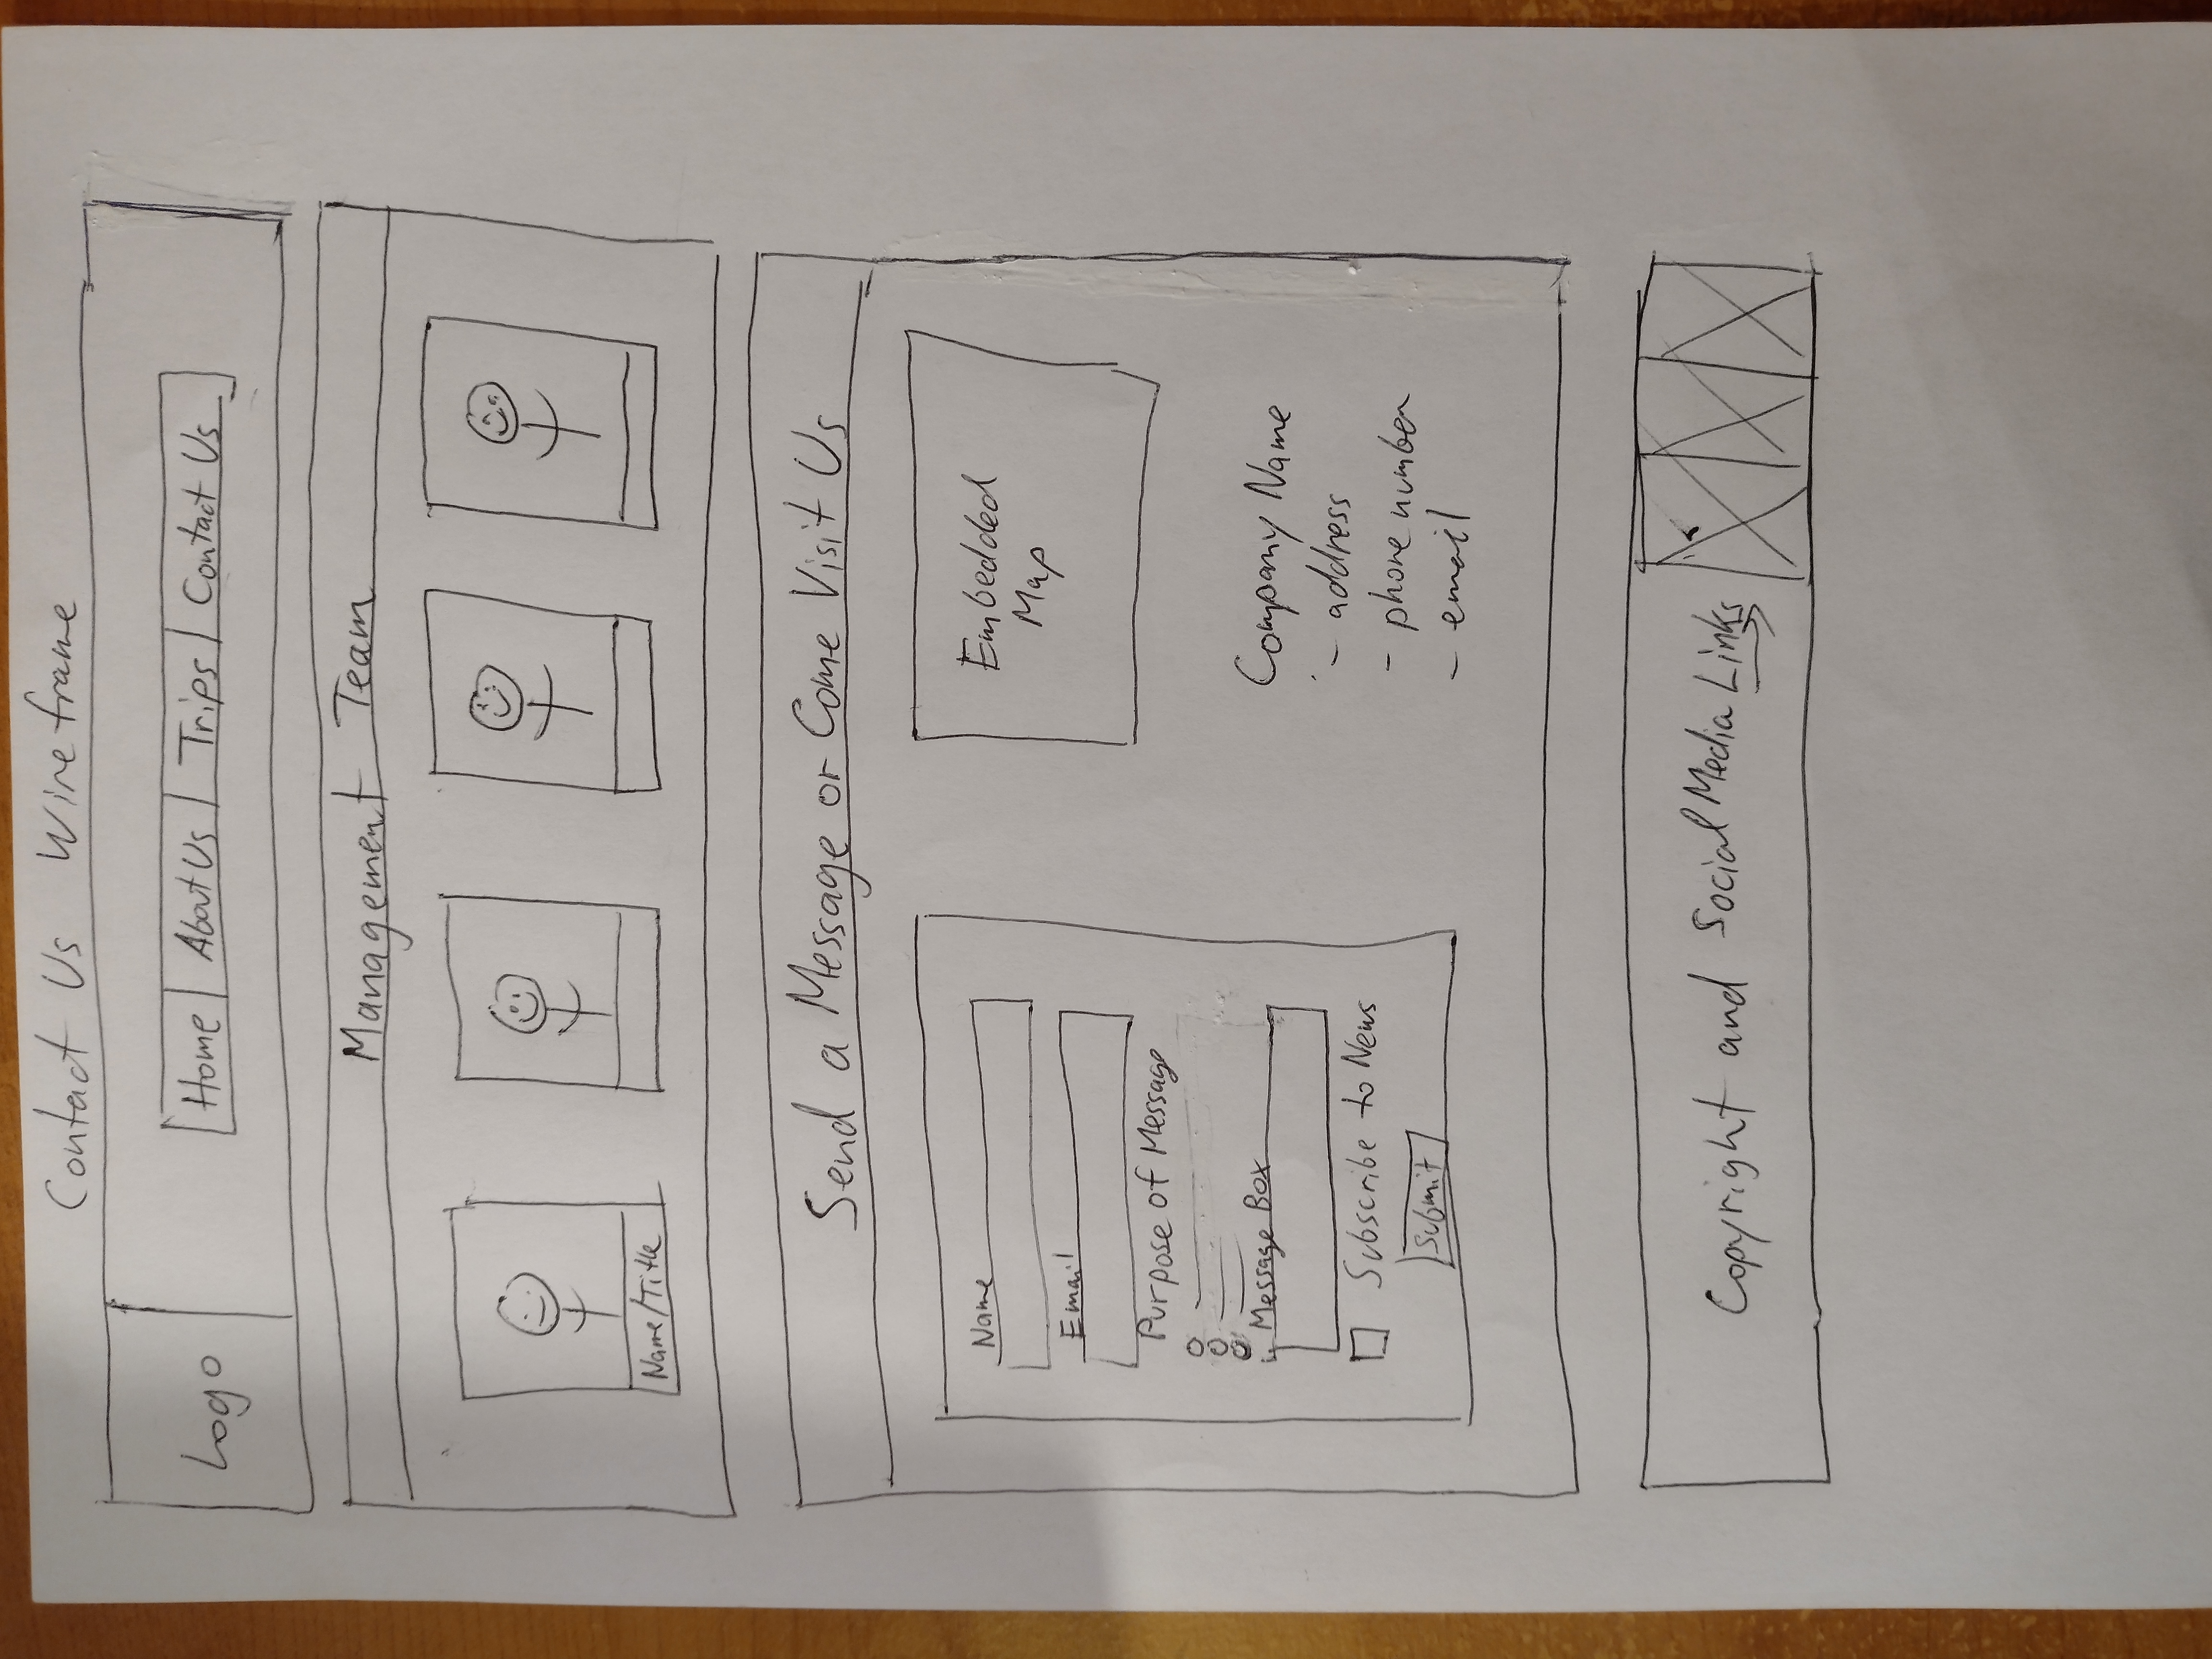 Contact Us Wireframe
Logo
Home About Us Trips Contact Us
Management Team
Name/Title
Send a Message or Come Visit Us
Name
Email
Purpose of Message
Message Box
Subscribe to News
Submit
Embedded
Map
Company Name
- address
- phone number
- email
Copyright and Social Media Links